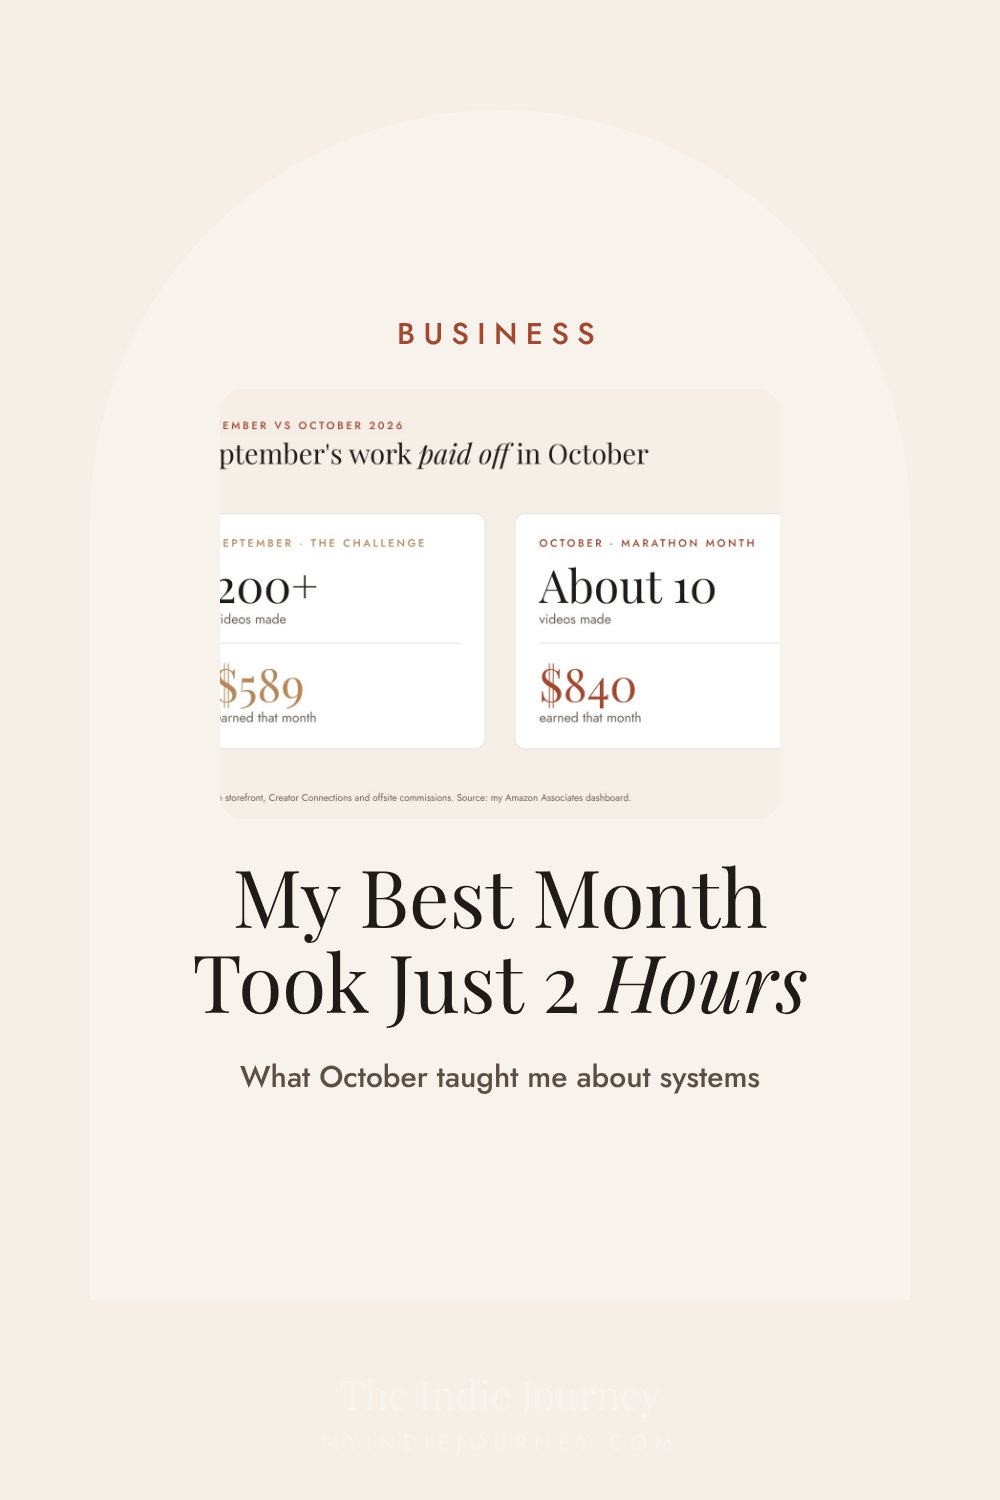 BUSINESS
EMBER VS OCTOBER 2026
ptember's work paid off in October
EPTEMBER - THE CHALLENGE
200+
ideos made
$589
earned that month
OCTOBER - MARATHON MONTH
About 10
videos made
$840
earned that month
storefront, Creator Connections and offsite commissions. Source: my Amazon Associates dashboard.
My Best Month
Took Just 2 Hours
What October taught me about systems
The Indie Journey
MYINDIEJOURNEY.COM